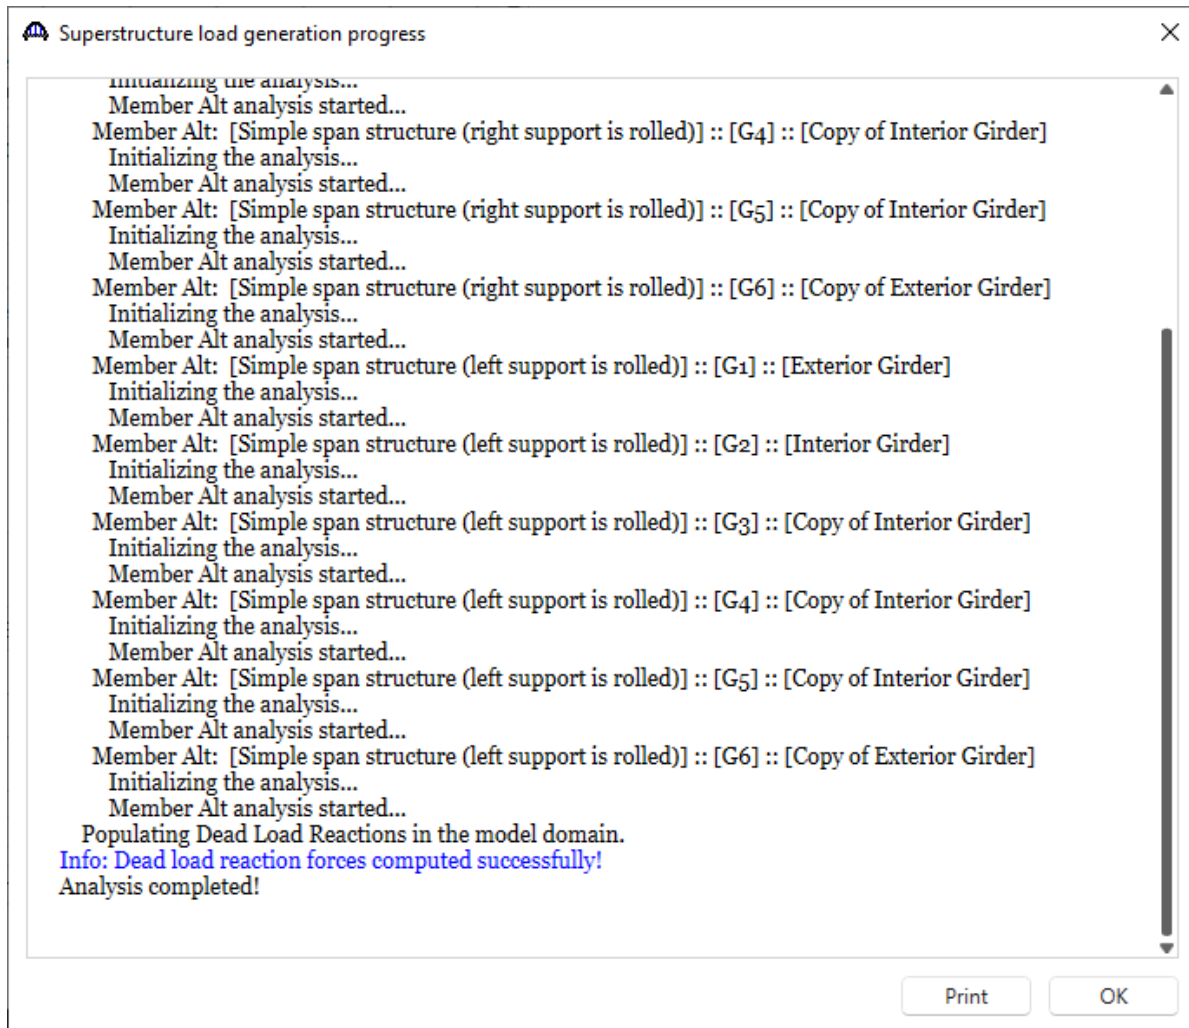 Superstructure load generation progress
Initializing the analysis...
Member Alt analysis started...
Member Alt:  [Simple span structure (right support is rolled)] :: [G4] :: [Copy of Interior Girder]
Initializing the analysis...
Member Alt analysis started...
Member Alt:  [Simple span structure (right support is rolled)] :: [G5] :: [Copy of Interior Girder]
Initializing the analysis...
Member Alt analysis started...
Member Alt:  [Simple span structure (right support is rolled)] :: [G6] :: [Copy of Exterior Girder]
Initializing the analysis...
Member Alt analysis started...
Member Alt:  [Simple span structure (left support is rolled)] :: [G1] :: [Exterior Girder]
Initializing the analysis...
Member Alt analysis started...
Member Alt:  [Simple span structure (left support is rolled)] :: [G2] :: [Interior Girder]
Initializing the analysis...
Member Alt analysis started...
Member Alt:  [Simple span structure (left support is rolled)] :: [G3] :: [Copy of Interior Girder]
Initializing the analysis...
Member Alt analysis started...
Member Alt:  [Simple span structure (left support is rolled)] :: [G4] :: [Copy of Interior Girder]
Initializing the analysis...
Member Alt analysis started...
Member Alt:  [Simple span structure (left support is rolled)] :: [G5] :: [Copy of Interior Girder]
Initializing the analysis...
Member Alt analysis started...
Member Alt:  [Simple span structure (left support is rolled)] :: [G6] :: [Copy of Exterior Girder]
Initializing the analysis...
Member Alt analysis started...
Populating Dead Load Reactions in the model domain.
Info: Dead load reaction forces computed successfully!
Analysis completed!
Print
OK